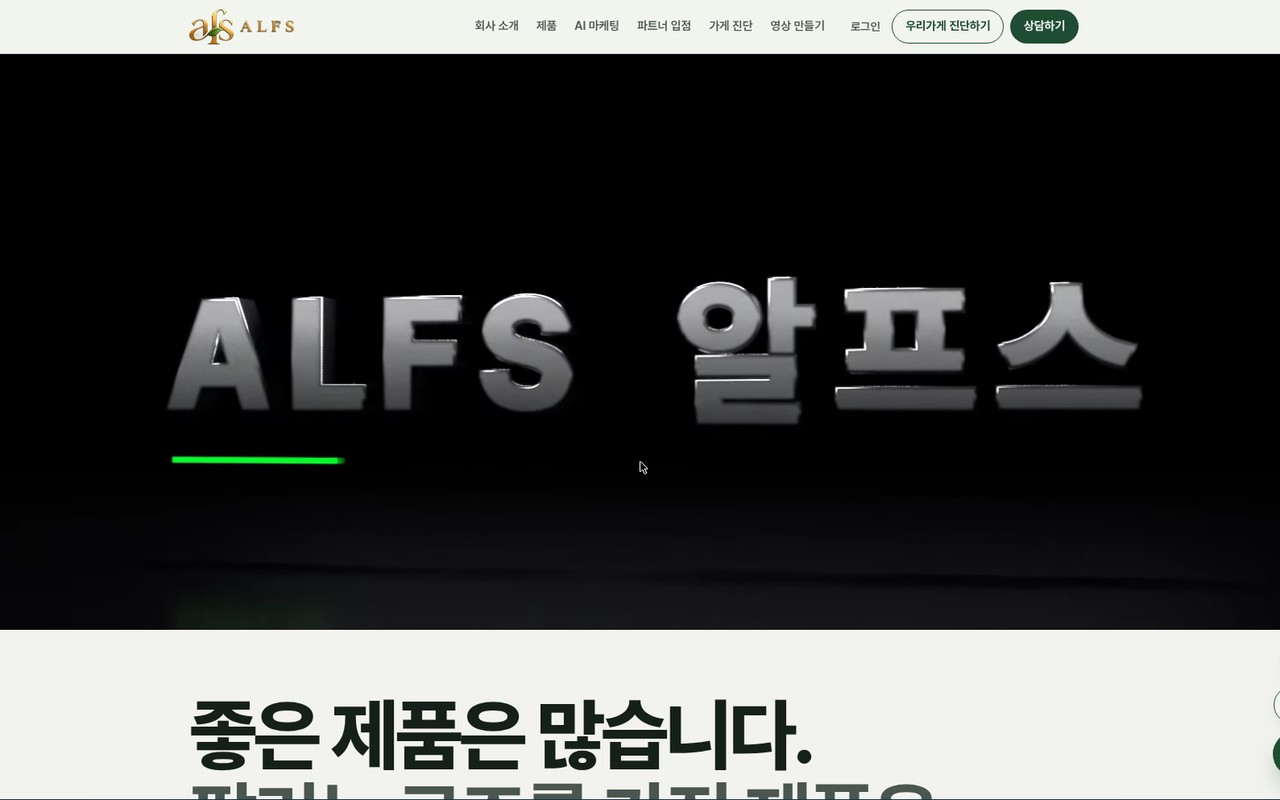 afs ALFS 회사 소개 제품 AI 마케팅 파트너 입점 가게 진단 영상 만들기 로그인 우리가게 진단하기 상담하기
ALFS 알프스
좋은 제품은 많습니다.